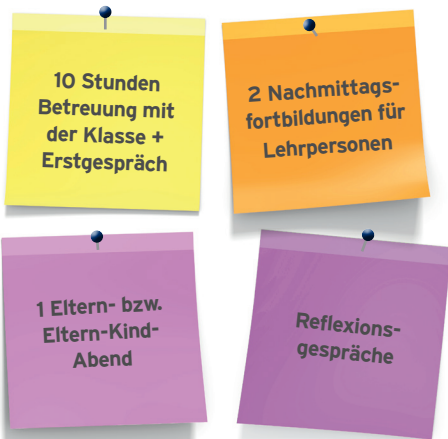 10 Stunden
Betreuung mit
der Klasse +
Erstgespräch
2 Nachmittags-
fortbildungen für
Lehrpersonen
1 Eltern- bzw.
Eltern-Kind-
Abend
Reflexions-
gespräche